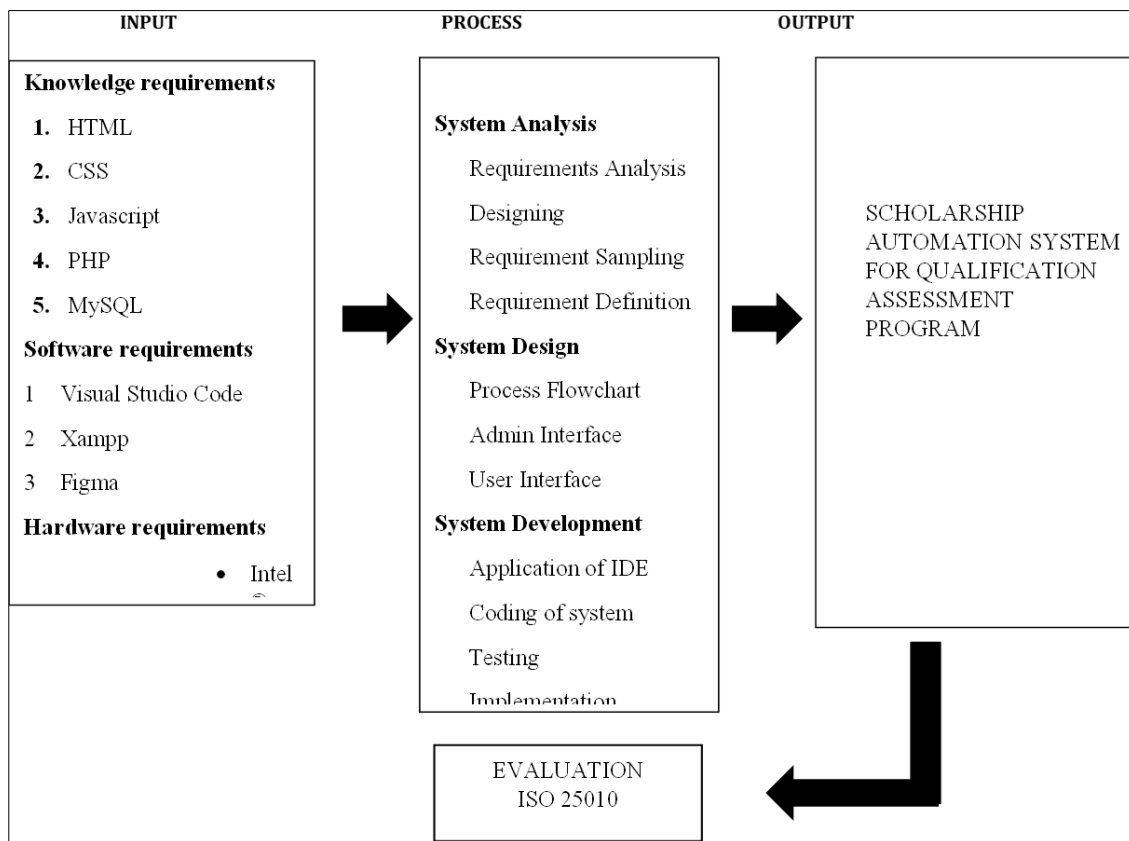 INPUT
PROCESS
OUTPUT
Knowledge requirements
1. HTML
2. CSS
3. Javascript
4. PHP
5. MySQL
Software requirements
1 Visual Studio Code
2 Xampp
3 Figma
Hardware requirements
• Intel
System Analysis
Requirements Analysis
Designing
Requirement Sampling
Requirement Definition
System Design
Process Flowchart
Admin Interface
User Interface
System Development
Application of IDE
Coding of system
Testing
Implementation
SCHOLARSHIP
AUTOMATION SYSTEM
FOR QUALIFICATION
ASSESSMENT
PROGRAM
EVALUATION
ISO 25010